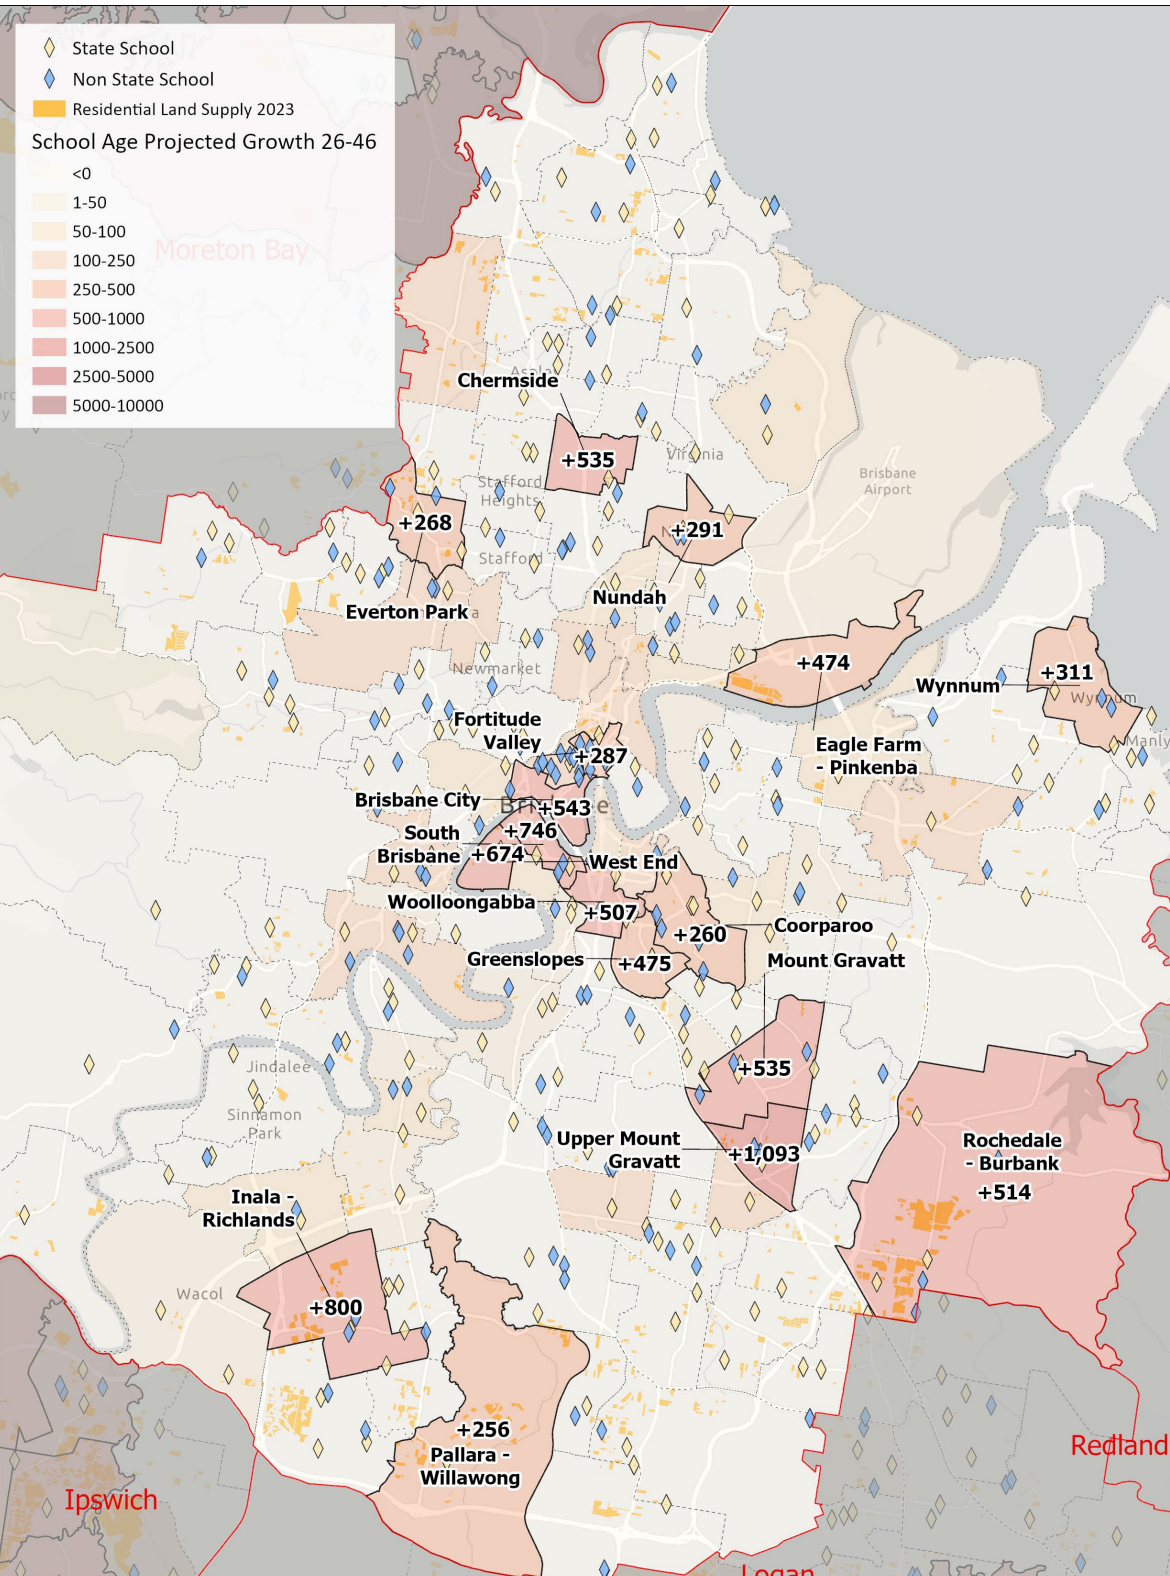 State School
Non State School
Residential Land Supply 2023
School Age Projected Growth 26-46
<0
1-50
50-100
100-250
250-500
500-1000
1000-2500
2500-5000
5000-10000
Moreton Bay
Chermside
+535
Virginia
Stafford
Heights
Brisbane
Airport
+268
+291
Stafford
Nundah
Everton Park
Newmarket
+474
+311
Wynnum
Wynnum
Fortitude
Valley
+287
Eagle Farm
- Pinkenba
Manly
Brisbane City
Brisbane
+543
South
Brisbane
+746
+674
West End
Woolloongabba
+507
Coorparoo
+260
Greenslopes
+475
Mount Gravatt
Jindalee
+535
Sinnamon
Park
Upper Mount
Gravatt
+1,093
Rochedale
- Burbank
+514
Inala -
Richlands
Wacol
+800
+256
Pallara -
Willawong
Redland
Ipswich
Logan